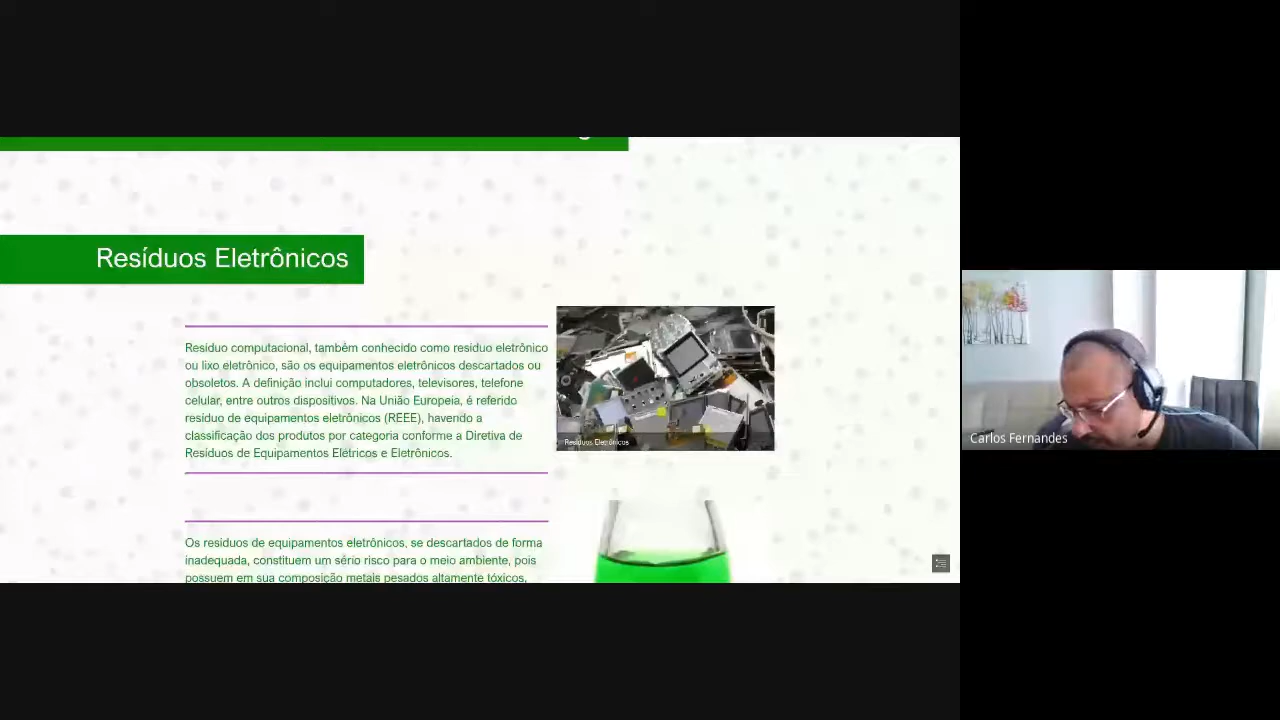 Resíduos Eletrônicos
Resíduo computacional, também conhecido como resíduo eletrônico
ou lixo eletrônico, são os equipamentos eletrônicos descartados ou
obsoletos. A definição inclui computadores, televisores, telefone
celular, entre outros dispositivos. Na União Europeia, é referido
resíduo de equipamentos eletrônicos (REEE), havendo a
classificação dos produtos por categoria conforme a Diretiva de
Resíduos de Equipamentos Elétricos e Eletrônicos.
Resíduos Eletrônicos
Os resíduos de equipamentos eletrônicos, se descartados de forma
inadequada, constituem um sério risco para o meio ambiente, pois
possuem em sua composição metais pesados altamente tóxicos,
Carlos Fernandes